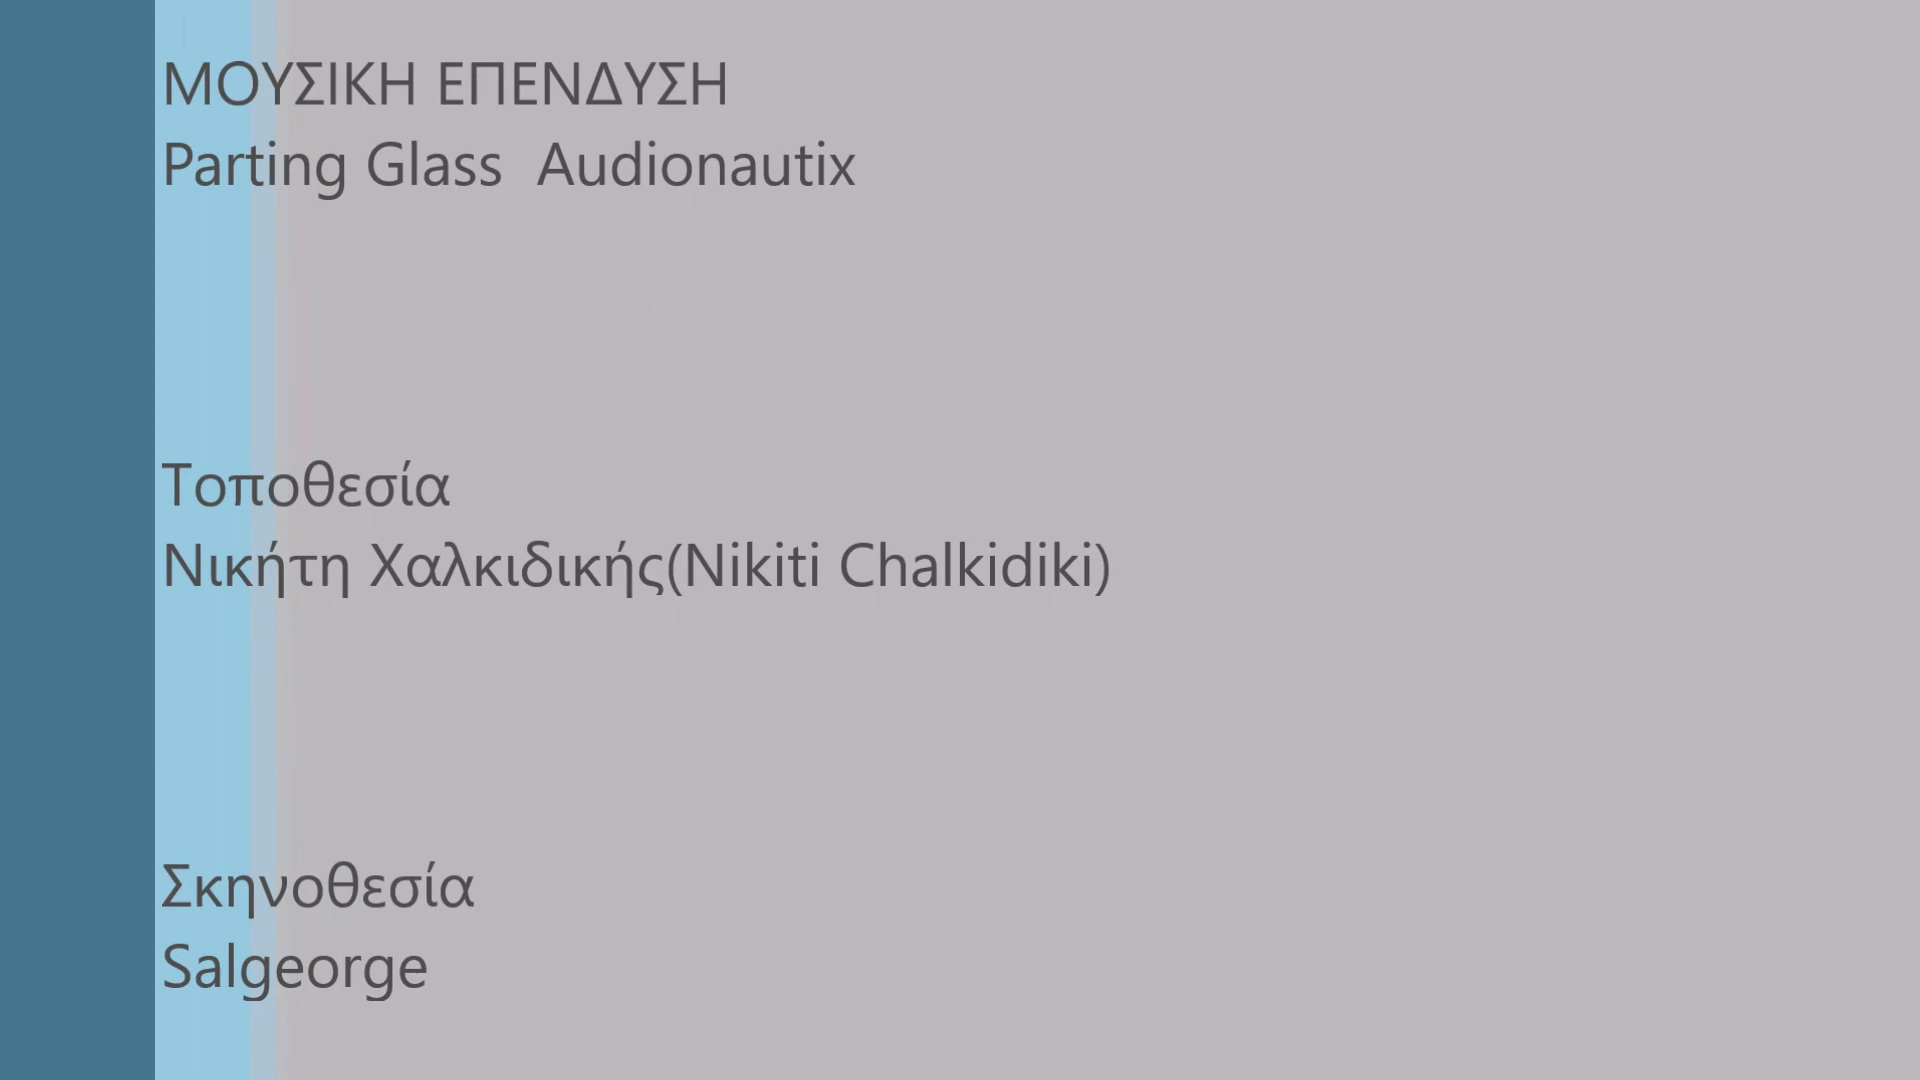 ΜΟΥΣΙΚΗ ΕΠΕΝΔΥΣΗ
Parting Glass  Audionautix
Τοποθεσία
Νικήτη Χαλκιδικής(Nikiti Chalkidiki)
Σκηνοθεσία
Salgeorge